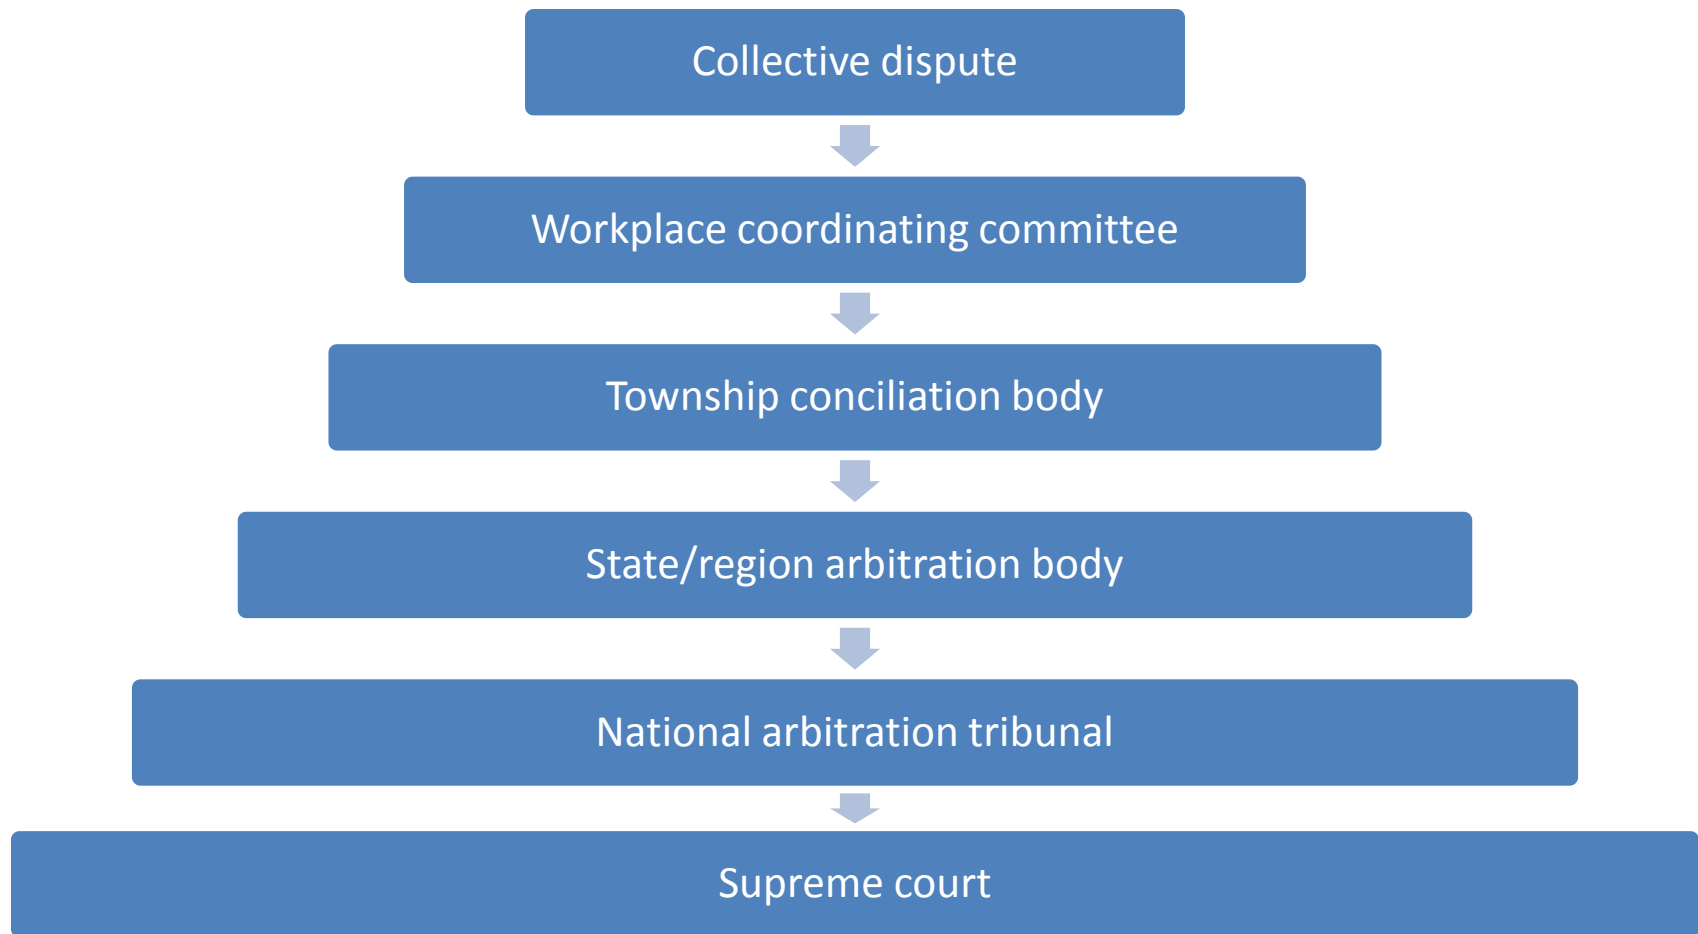 Collective dispute
Workplace coordinating committee
Township conciliation body
State/region arbitration body
National arbitration tribunal
Supreme court